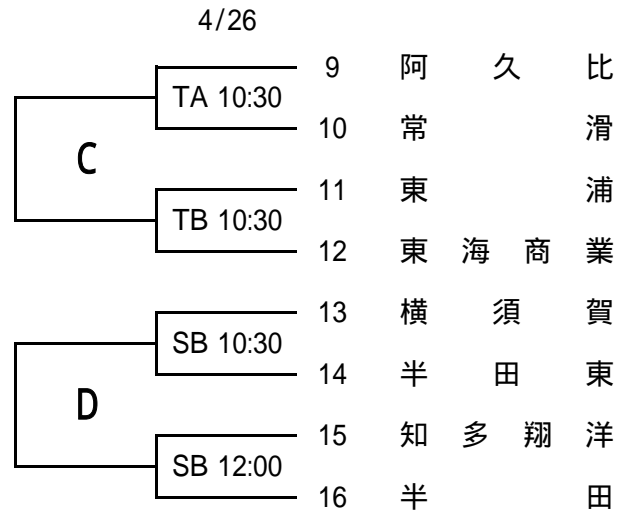 4/26
9 阿久比
TA 10:30
10 常滑
C
11 東浦
TB 10:30
12 東海商業
13 横須賀
SB 10:30
14 半田東
D
15 知多翔洋
SB 12:00
16 半田